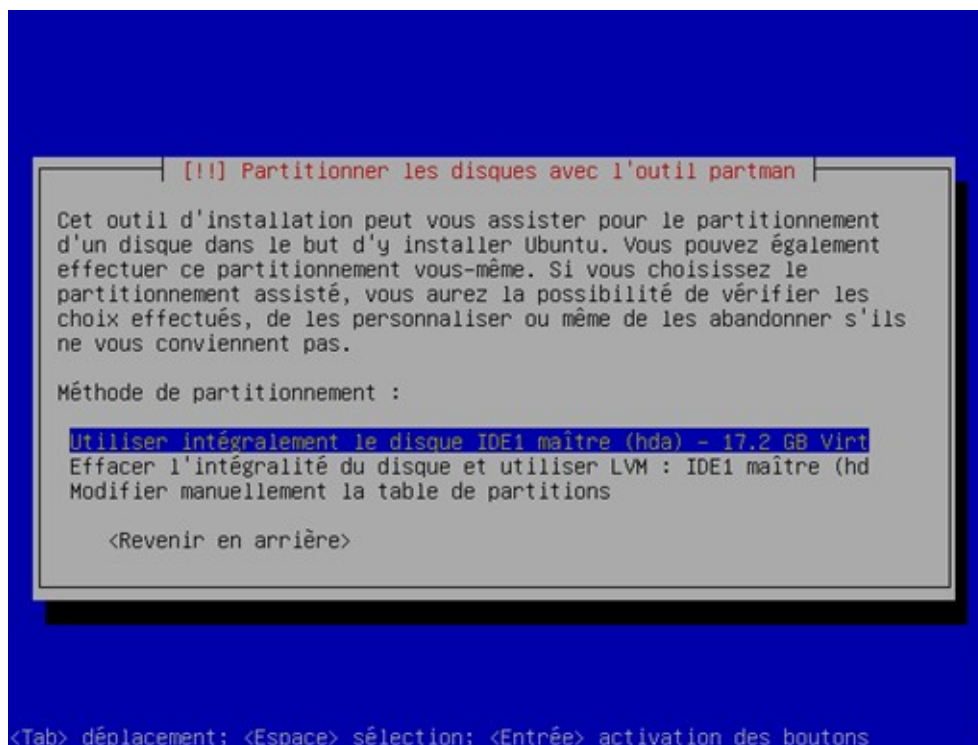 [!!] Partitionner les disques avec l'outil partman
Cet outil d'installation peut vous assister pour le partitionnement
d'un disque dans le but d'y installer Ubuntu. Vous pouvez également
effectuer ce partitionnement vous-même. Si vous choisissez le
partitionnement assisté, vous aurez la possibilité de vérifier les
choix effectués, de les personnaliser ou même de les abandonner s'ils
ne vous conviennent pas.
Méthode de partitionnement :
Utiliser intégralement le disque IDE1 maître (hda) - 17.2 GB Virt
Effacer l'intégralité du disque et utiliser LVM : IDE1 maître (hd
Modifier manuellement la table de partitions
<Revenir en arrière>
<Tab> déplacement; <Espace> sélection; <Entrée> activation des boutons